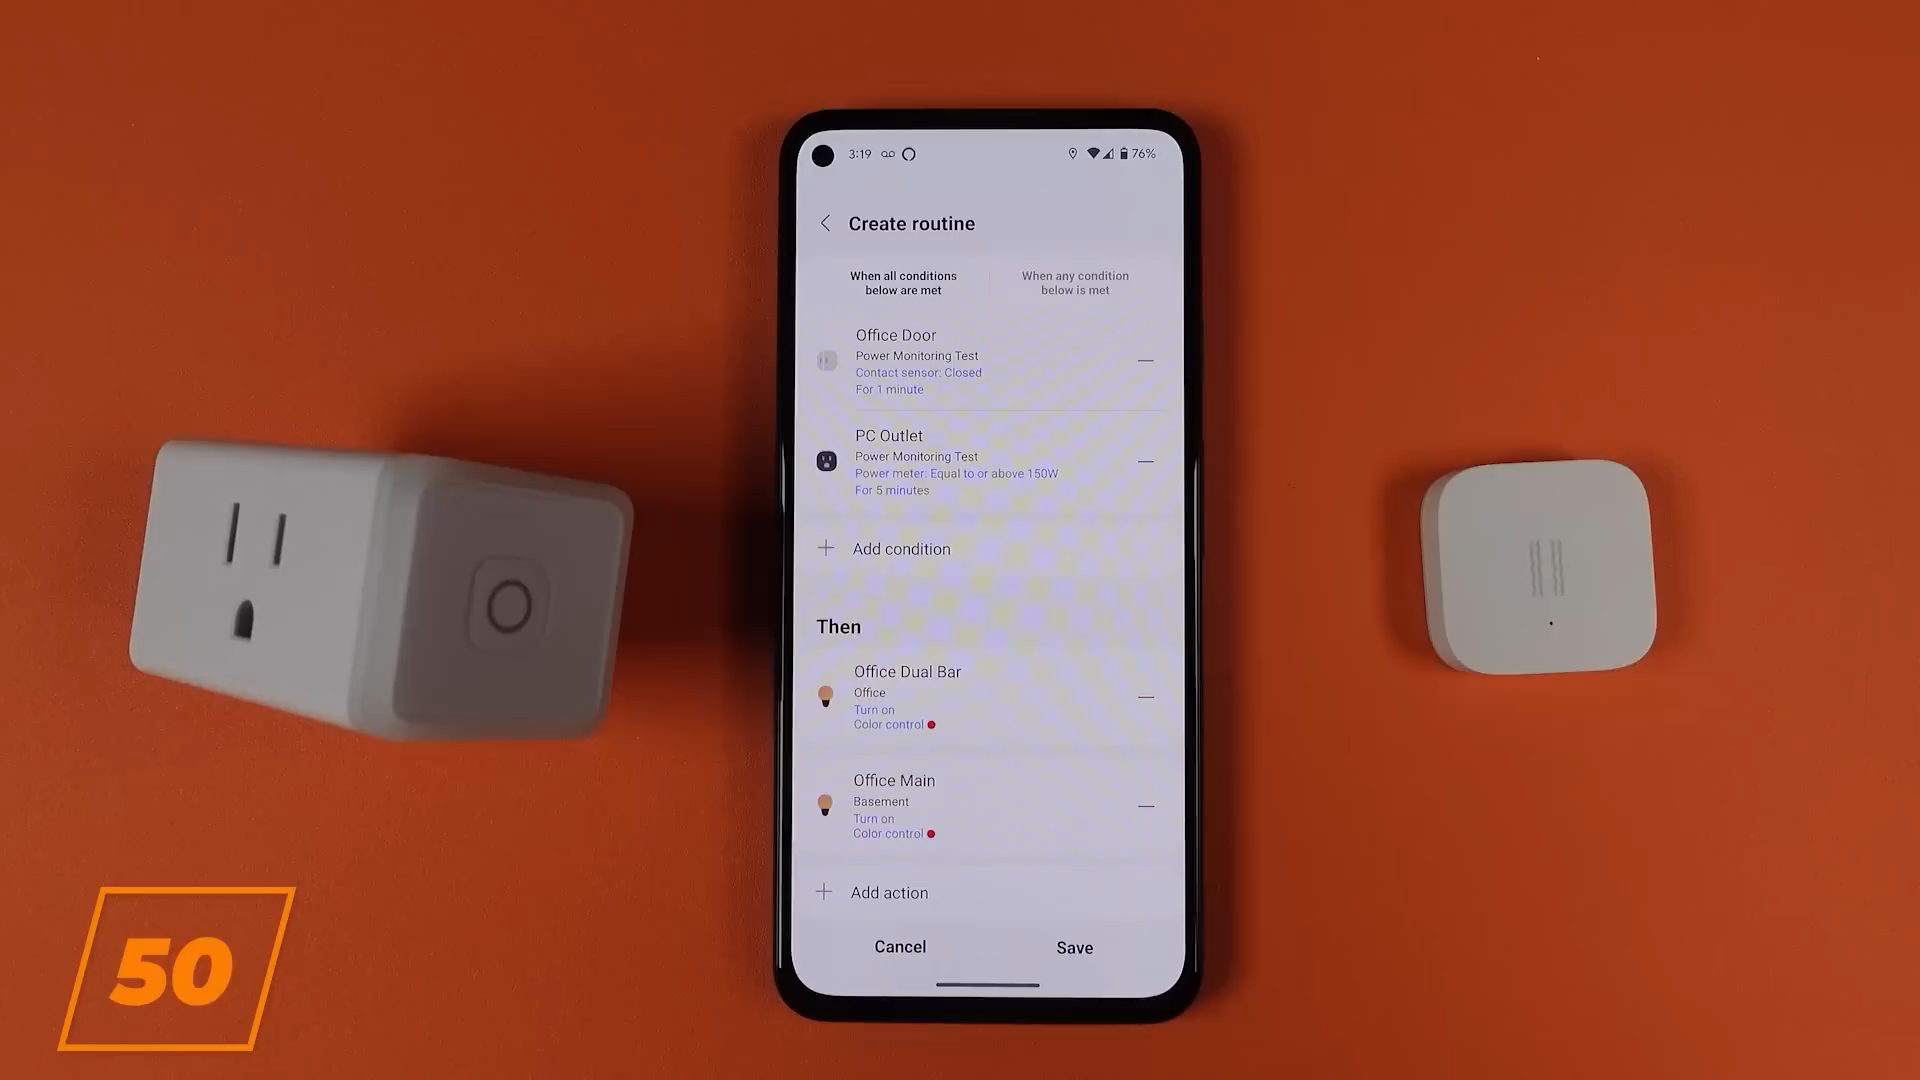 3:19
76%
Create routine
When all conditions
below are met
When any condition
below is met
Office Door
Power Monitoring Test
Contact sensor: Closed
For 1 minute
PC Outlet
Power Monitoring Test
Power meter: Equal to or above 150W
For 5 minutes
Add condition
Then
Office Dual Bar
Office
Turn on
Color control
Office Main
Basement
Turn on
Color control
Add action
Cancel
Save
50